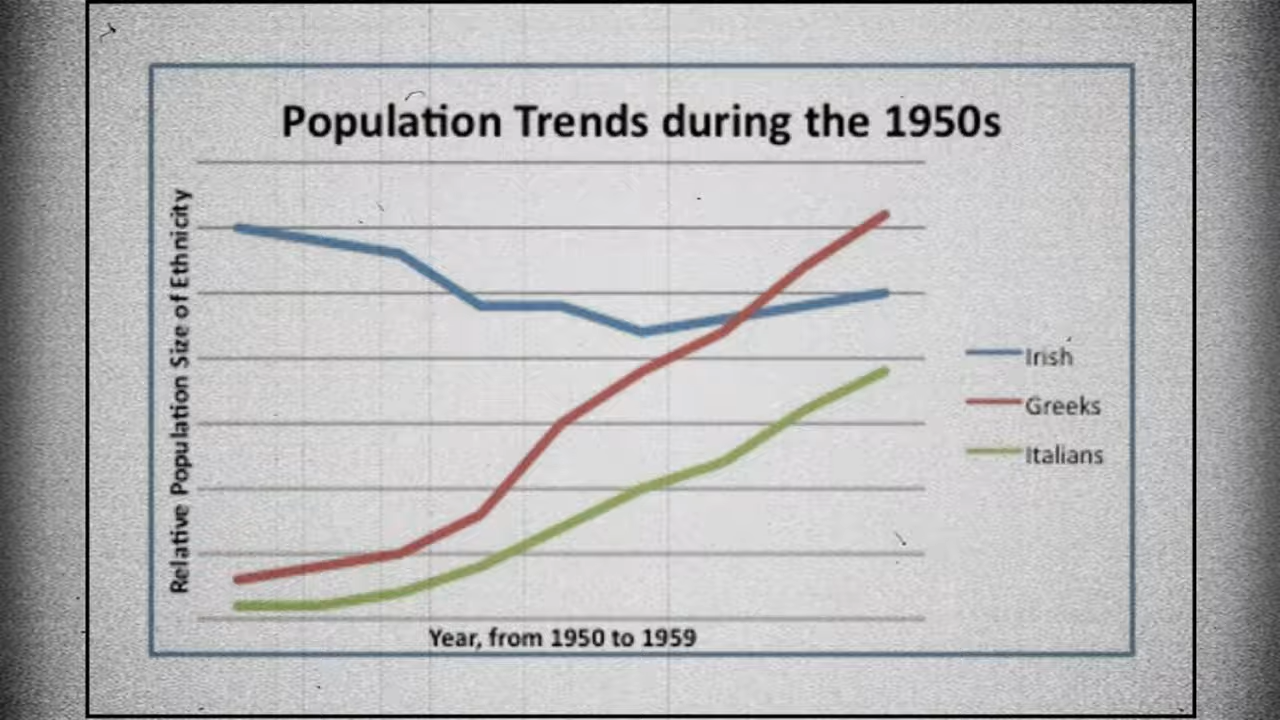 Population Trends during the 1950s
Relative Population Size of Ethnicity
Irish
Greeks
Italians
Year, from 1950 to 1959